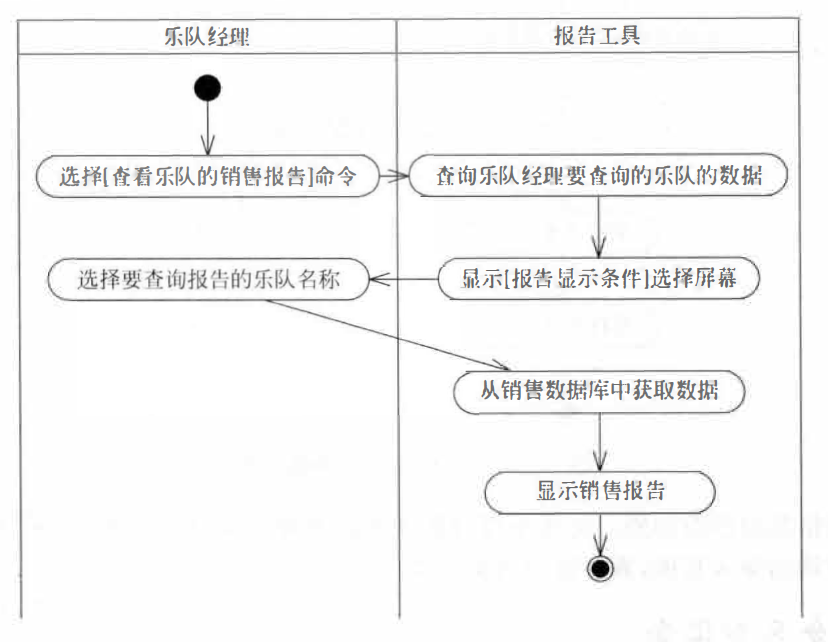 乐队经理
报告工具
选择[查看乐队的销售报告]命令
查询乐队经理要查询的乐队的数据
选择要查询报告的乐队名称
显示[报告显示条件]选择屏幕
从销售数据库中获取数据
显示销售报告